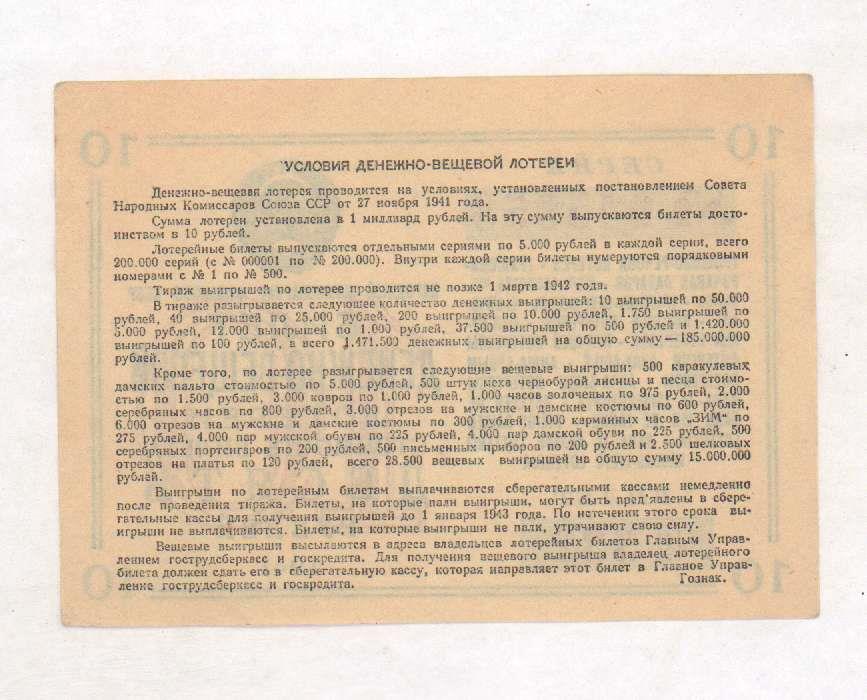 УСЛОВИЯ ДЕНЕЖНО-ВЕЩЕВОЙ ЛОТЕРЕИ
Денежно-вещевая лотерея проводится на условиях, установленных постановлением Совета
Народных Комиссаров Союза ССР от 27 ноября 1941 года.
Сумма лотереи установлена в 1 миллиард рублей. На эту сумму выпускаются билеты досто-
инством в 10 рублей.
Лотерейные билеты выпускаются отдельными сериями по 5.000 рублей в каждой серии, всего
200.000 серий (с № 000001 по № 200.000). Внутри каждой серии билеты нумеруются порядковыми
номерами с № 1 по № 500.
Тираж выигрышей по лотерее проводится не позже 1 марта 1942 года.
В тираже разыгрывается следующее количество денежных выигрышей: 10 выигрышей по 50.000
рублей, 40 выигрышей по 25.000 рублей, 200 выигрышей по 10.000 рублей, 1.750 выигрышей по
5.000 рублей, 12.000 выигрышей по 1.000 рублей, 37.500 выигрышей по 500 рублей и 1.420.000
выигрышей по 100 рублей, а всего 1.471.500 денежных выигрышей на общую сумму — 185.000.000
рублей.
Кроме того, по лотерее разыгрывается следующие вещевые выигрыши: 500 каракулевых
дамских пальто стоимостью по 5.000 рублей, 500 штук меха чернобурой лисицы и песца стоимо-
стью по 1.500 рублей, 3.000 ковров по 1.000 рублей, 1.000 часов золоченых по 975 рублей, 2.000
серебряных часов по 800 рублей, 3.000 отрезов на мужские и дамские костюмы по 600 рублей,
6.000 отрезов на мужские и дамские костюмы по 300 рублей, 1.000 карманных часов „ЗИМ“ по
275 рублей, 4.000 пар мужской обуви по 225 рублей, 4.000 пар дамской обуви по 225 рублей, 500
серебряных портсигаров по 200 рублей, 500 письменных приборов по 200 рублей и 2.500 шелковых
отрезов на платья по 120 рублей, всего 28.500 вещевых выигрышей на общую сумму 15.000.000
рублей.
Выигрыши по лотерейным билетам выплачиваются сберегательными кассами немедленно
после проведения тиража. Билеты, на которые пали выигрыши, могут быть пред'явлены в сбере-
гательные кассы для получения выигрышей до 1 января 1943 года. По истечении этого срока вы-
игрыши не выплачиваются. Билеты, на которые выигрыши не пали, утрачивают свою силу.
Вещевые выигрыши высылаются в адреса владельцев лотерейных билетов Главным Управ-
лением гострудсберкасс и госкредита. Для получения вещевого выигрыша владелец лотерейного
билета должен сдать его в сберегательную кассу, которая направляет этот билет в Главное Управ-
ление гострудсберкасс и госкредита. Гознак.